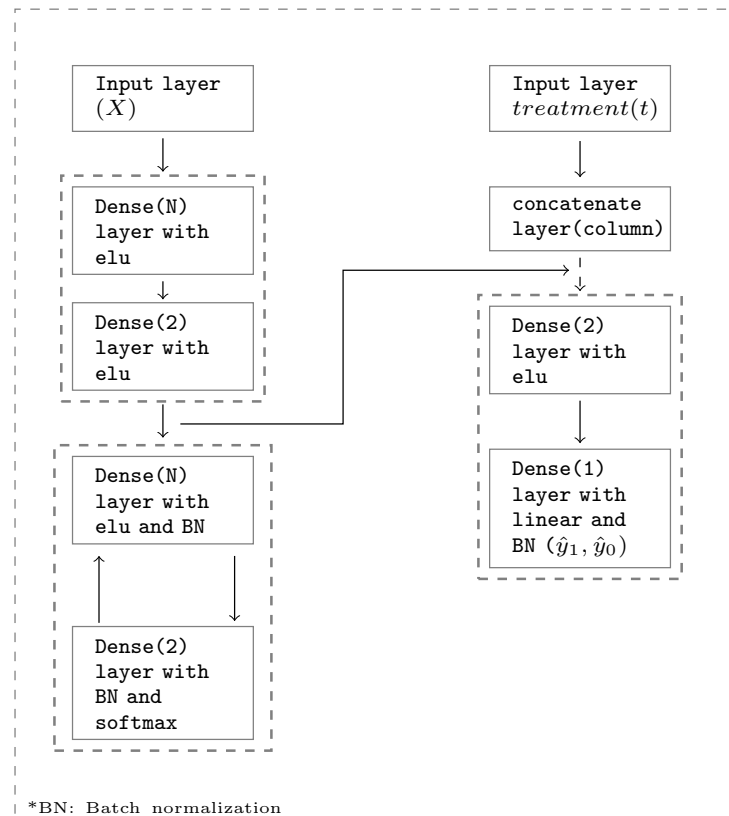 Input layer
(X)
Dense(N)
layer with
elu
Dense(2)
layer with
elu
Dense(N)
layer with
elu and BN
Dense(2)
layer with
BN and
softmax
Input layer
treatment(t)
concatenate
layer(column)
Dense(2)
layer with
elu
Dense(1)
layer with
linear and
BN (ŷ₁, ŷ₀)
*BN: Batch normalization